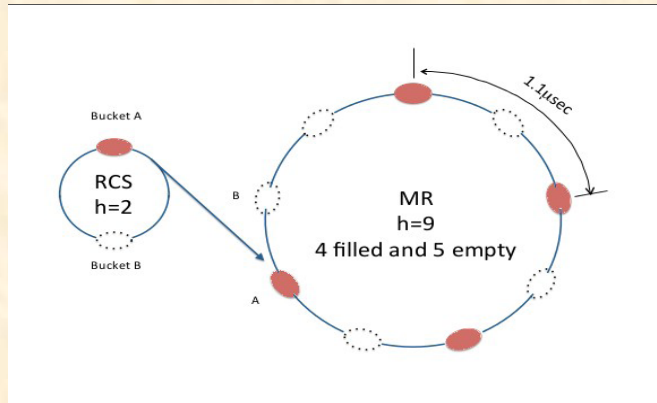 Bucket A
RCS
h=2
Bucket B
1.1µsec
B
MR
h=9
4 filled and 5 empty
A